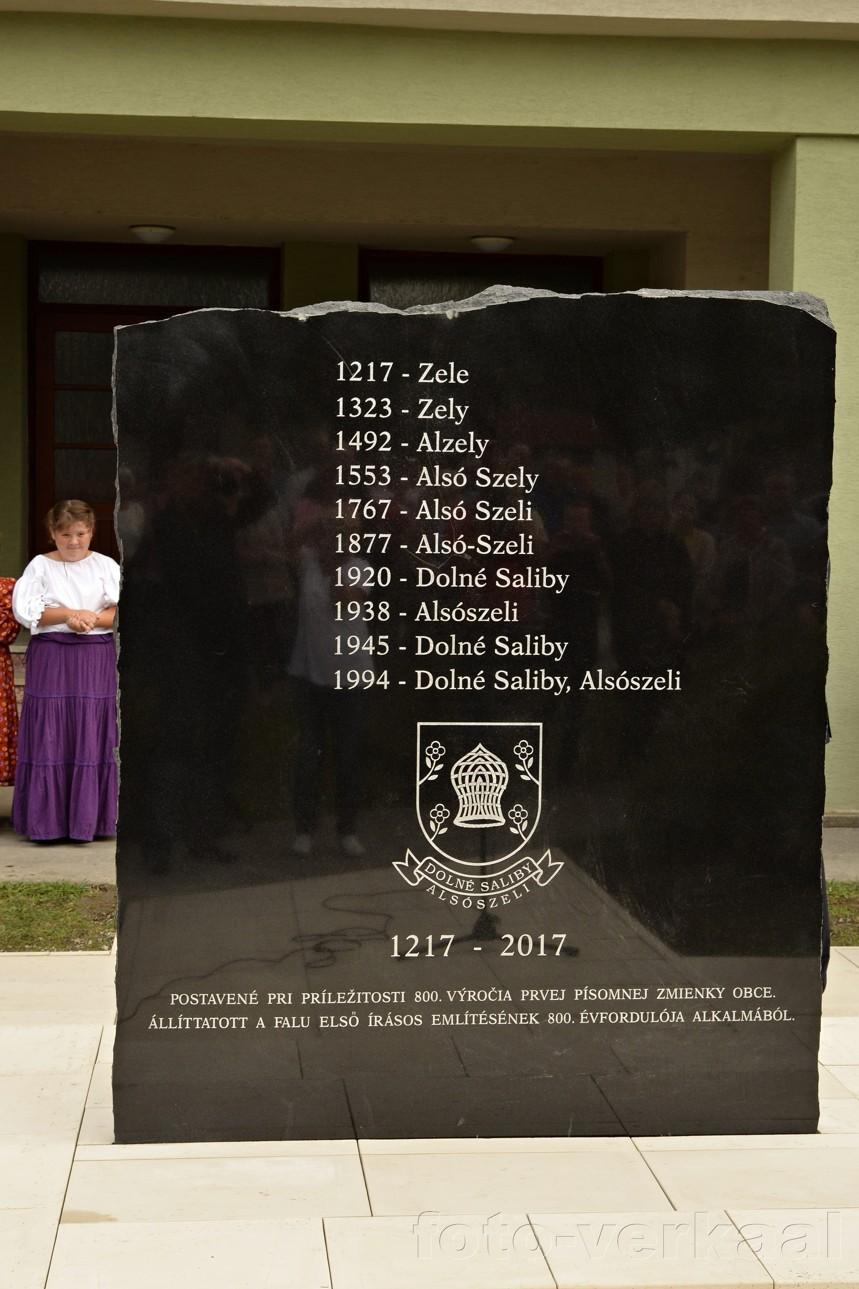 1217 - Zele
1323 - Zely
1492 - Alzely
1553 - Alsó Szely
1767 - Alsó Szeli
1877 - Alsó-Szeli
1920 - Dolné Saliby
1938 - Alsószeli
1945 - Dolné Saliby
1994 - Dolné Saliby, Alsószeli
DOLNÉ SALIBY
ALSÓSZELI
1217 - 2017
POSTAVENÉ PRI PRÍLEŽITOSTI 800. VÝROČIA PRVEJ PÍSOMNEJ ZMIENKY OBCE.
ÁLLÍTTATOTT A FALU ELSŐ ÍRÁSOS EMLÍTÉSÉNEK 800. ÉVFORDULÓJA ALKALMÁBÓL.
foto-verkaal